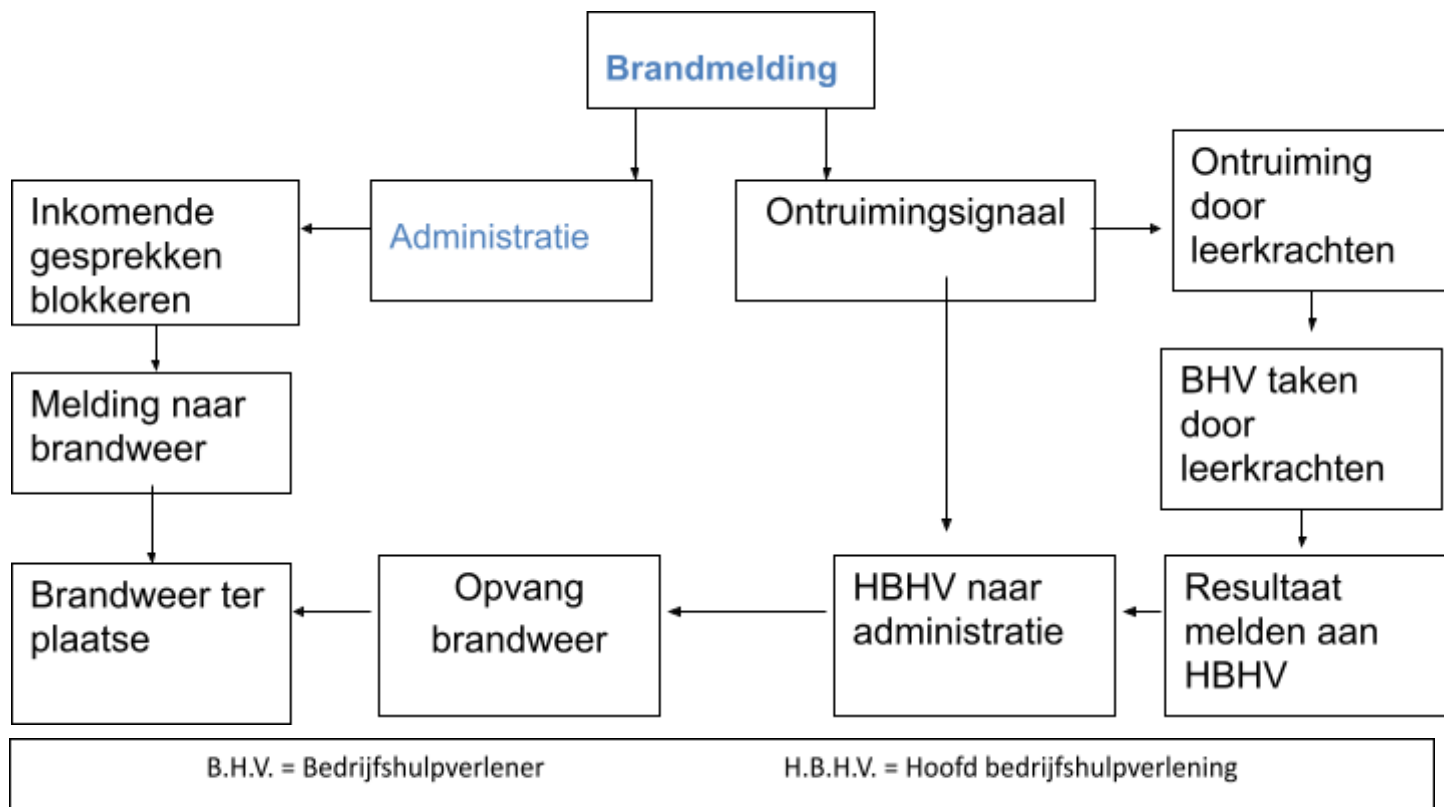 Brandmelding
Inkomende
gesprekken
blokkeren
Administratie
Ontruimingsignaal
Ontruiming
door
leerkrachten
Melding naar
brandweer
BHV taken
door
leerkrachten
Brandweer ter
plaatse
Opvang
brandweer
HBHV naar
administratie
Resultaat
melden aan
HBHV
B.H.V. = Bedrijfshulpverlener
H.B.H.V. = Hoofd bedrijfshulpverlening